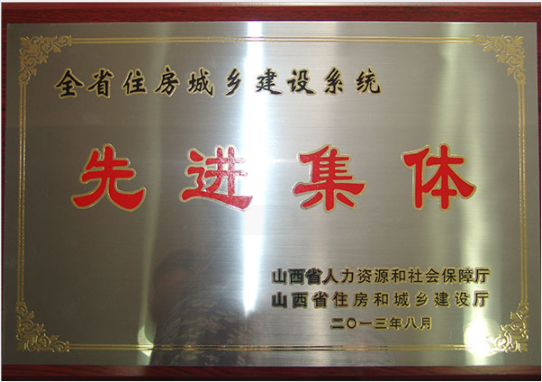 全省住房城乡建设系统
先进集体
山西省人力资源和社会保障厅
山西省住房和城乡建设厅
二〇一三年八月